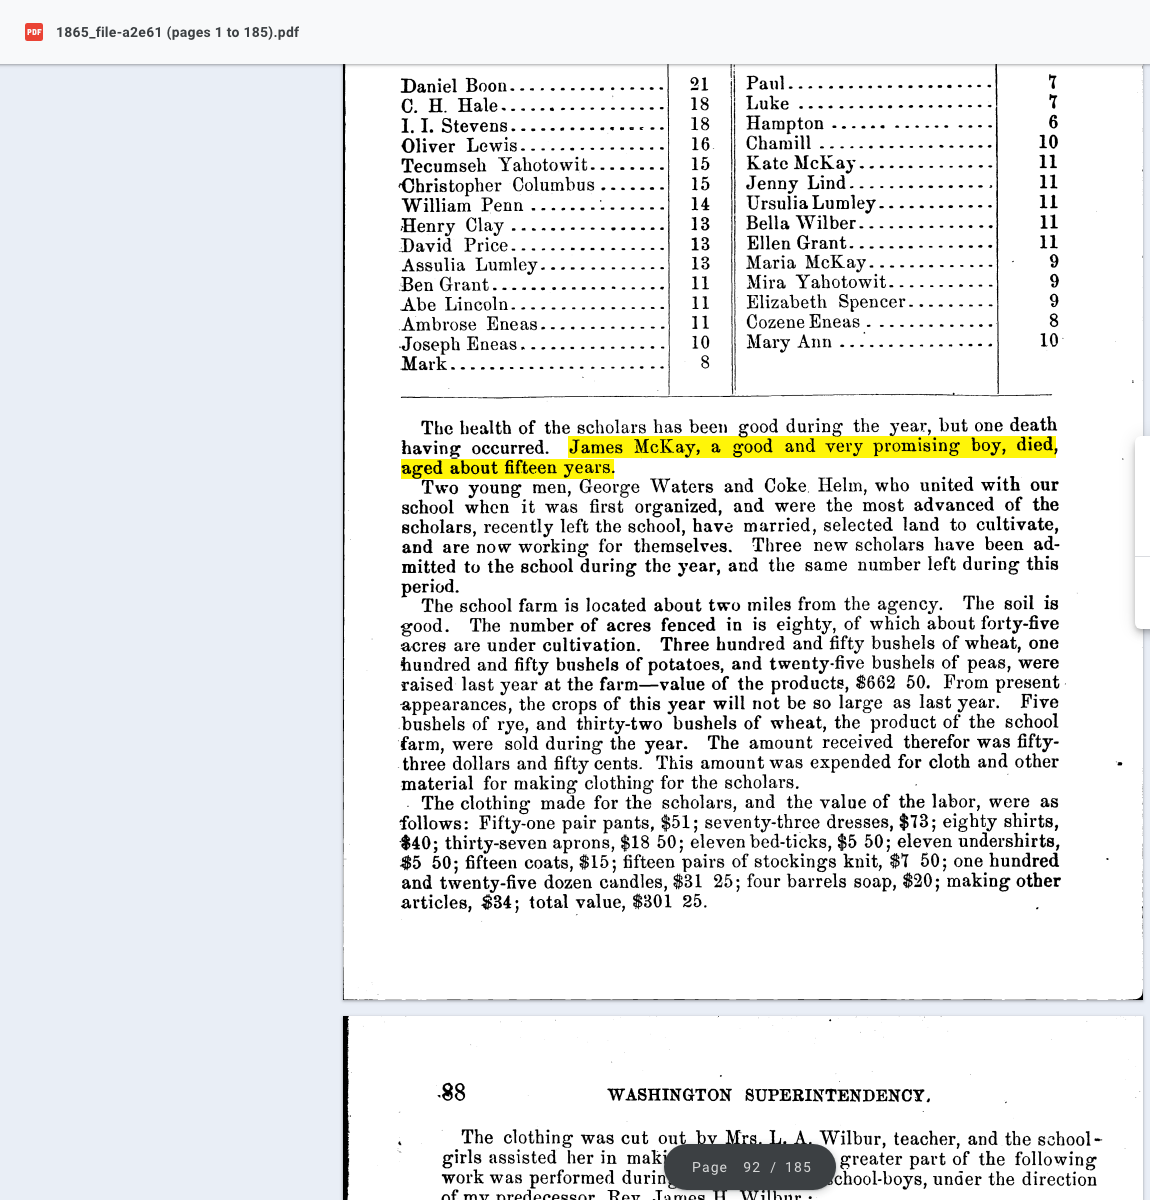 1865_file-a2e61 (pages 1 to 185).pdf
Daniel Boon................ 21
C. H. Hale................. 18
I. I. Stevens............... 18
Oliver Lewis............... 16
Tecumseh Yahotowit........ 15
Christopher Columbus ....... 15
William Penn .............. 14
Henry Clay ................ 13
David Price................ 13
Assulia Lumley............. 13
Ben Grant.................. 11
Abe Lincoln................ 11
Ambrose Eneas............. 11
Joseph Eneas............... 10
Mark...................... 8
Paul..................... 7
Luke .................... 7
Hampton ................ 6
Chamill .................. 10
Kate McKay.............. 11
Jenny Lind............... 11
Ursulia Lumley............ 11
Bella Wilber.............. 11
Ellen Grant............... 11
Maria McKay............. 9
Mira Yahotowit........... 9
Elizabeth Spencer......... 9
Cozene Eneas ............. 8
Mary Ann ................ 10
The health of the scholars has been good during the year, but one death
having occurred. James McKay, a good and very promising boy, died,
aged about fifteen years.
Two young men, George Waters and Coke Helm, who united with our
school when it was first organized, and were the most advanced of the
scholars, recently left the school, have married, selected land to cultivate,
and are now working for themselves. Three new scholars have been ad-
mitted to the school during the year, and the same number left during this
period.
The school farm is located about two miles from the agency. The soil is
good. The number of acres fenced in is eighty, of which about forty-five
acres are under cultivation. Three hundred and fifty bushels of wheat, one
hundred and fifty bushels of potatoes, and twenty-five bushels of peas, were
raised last year at the farm—value of the products, $662 50. From present
appearances, the crops of this year will not be so large as last year. Five
bushels of rye, and thirty-two bushels of wheat, the product of the school
farm, were sold during the year. The amount received therefor was fifty-
three dollars and fifty cents. This amount was expended for cloth and other
material for making clothing for the scholars.
The clothing made for the scholars, and the value of the labor, were as
follows: Fifty-one pair pants, $51; seventy-three dresses, $73; eighty shirts,
$40; thirty-seven aprons, $18 50; eleven bed-ticks, $5 50; eleven undershirts,
$5 50; fifteen coats, $15; fifteen pairs of stockings knit, $7 50; one hundred
and twenty-five dozen candles, $31 25; four barrels soap, $20; making other
articles, $34; total value, $301 25.
88 WASHINGTON SUPERINTENDENCY.
The clothing was cut out by Mrs. L. A. Wilbur, teacher, and the school-
girls assisted her in maki greater part of the following
work was performed during chool-boys, under the direction
of my predecessor, Rev. James H. Wilbur:
Page 92 / 185